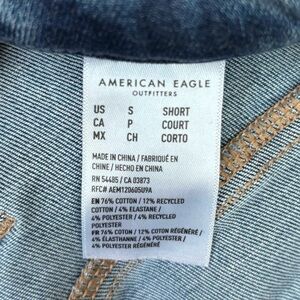 AMERICAN EAGLE
OUTFITTERS
US S SHORT
CA P COURT
MX CH CORTO
MADE IN CHINA / FABRIQUÉ EN
CHINE / HECHO EN CHINA
RN 54485 / CA 03873
RFC# AEM120605U9A
EN 76% COTTON / 12% RECYCLED
COTTON / 4% ELASTANE /
4% POLYESTER / 4% RECYCLED
POLYESTER
FR 76% COTON / 12% COTON RÉGÉNÉRÉ /
4% ÉLASTHANNE / 4% POLYESTER /
4% POLYESTER RÉGÉNÉRÉ